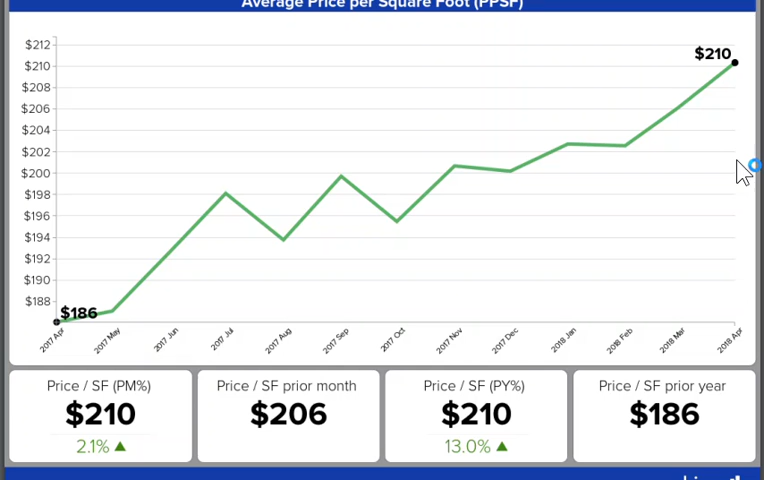 Average Price per Square Foot (PPSF)
$212
$210
$210
$208
$206
$204
$202
$200
$198
$196
$194
$192
$190
$188
$186
2017 Apr
2017 May
2017 Jun
2017 Jul
2017 Aug
2017 Sep
2017 Oct
2017 Nov
2017 Dec
2018 Jan
2018 Feb
2018 Mar
2018 Apr
Price / SF (PM%)
$210
2.1% ▲
Price / SF prior month
$206
Price / SF (PY%)
$210
13.0% ▲
Price / SF prior year
$186